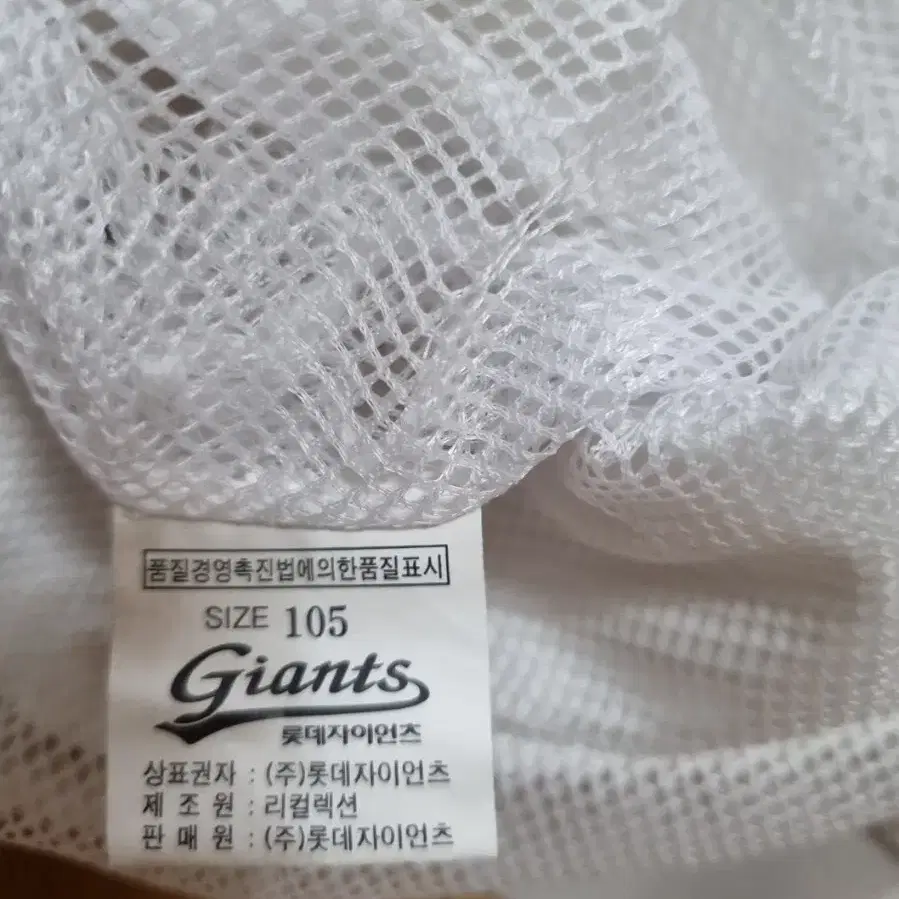 품질경영촉진법에의한품질표시
SIZE 105
Giants
롯데자이언츠
상표권자 : (주)롯데자이언츠
제 조 원 : 리컬렉션
판 매 원 : (주)롯데자이언츠